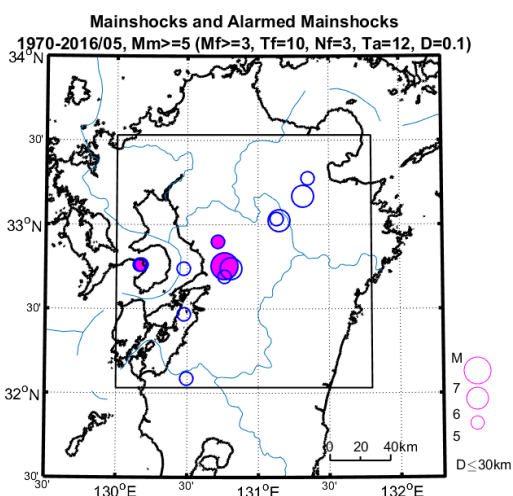 Mainshocks and Alarmed Mainshocks
1970-2016/05, Mm>=5 (Mf>=3, Tf=10, Nf=3, Ta=12, D=0.1)
34°N
30'
33°N
30'
32°N
30'
30'
130°E
30'
131°E
30'
132°E
0 20 40km
M
7
6
5
D≤30km